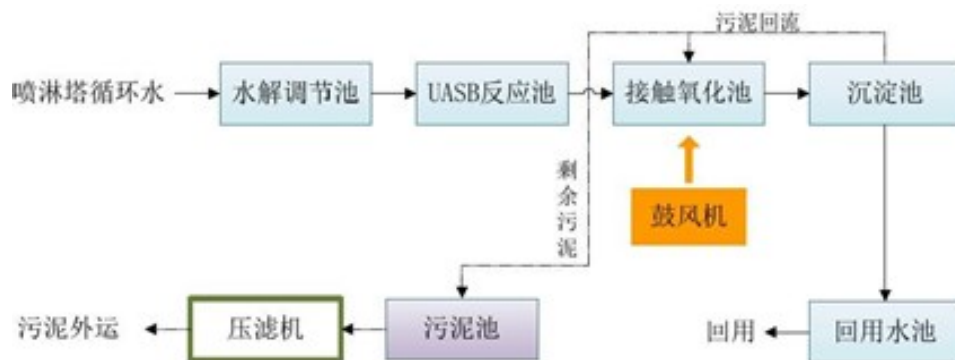 污泥回流
喷淋塔循环水
水解调节池
UASB反应池
接触氧化池
沉淀池
剩余污泥
鼓风机
污泥外运
压滤机
污泥池
回用
回用水池